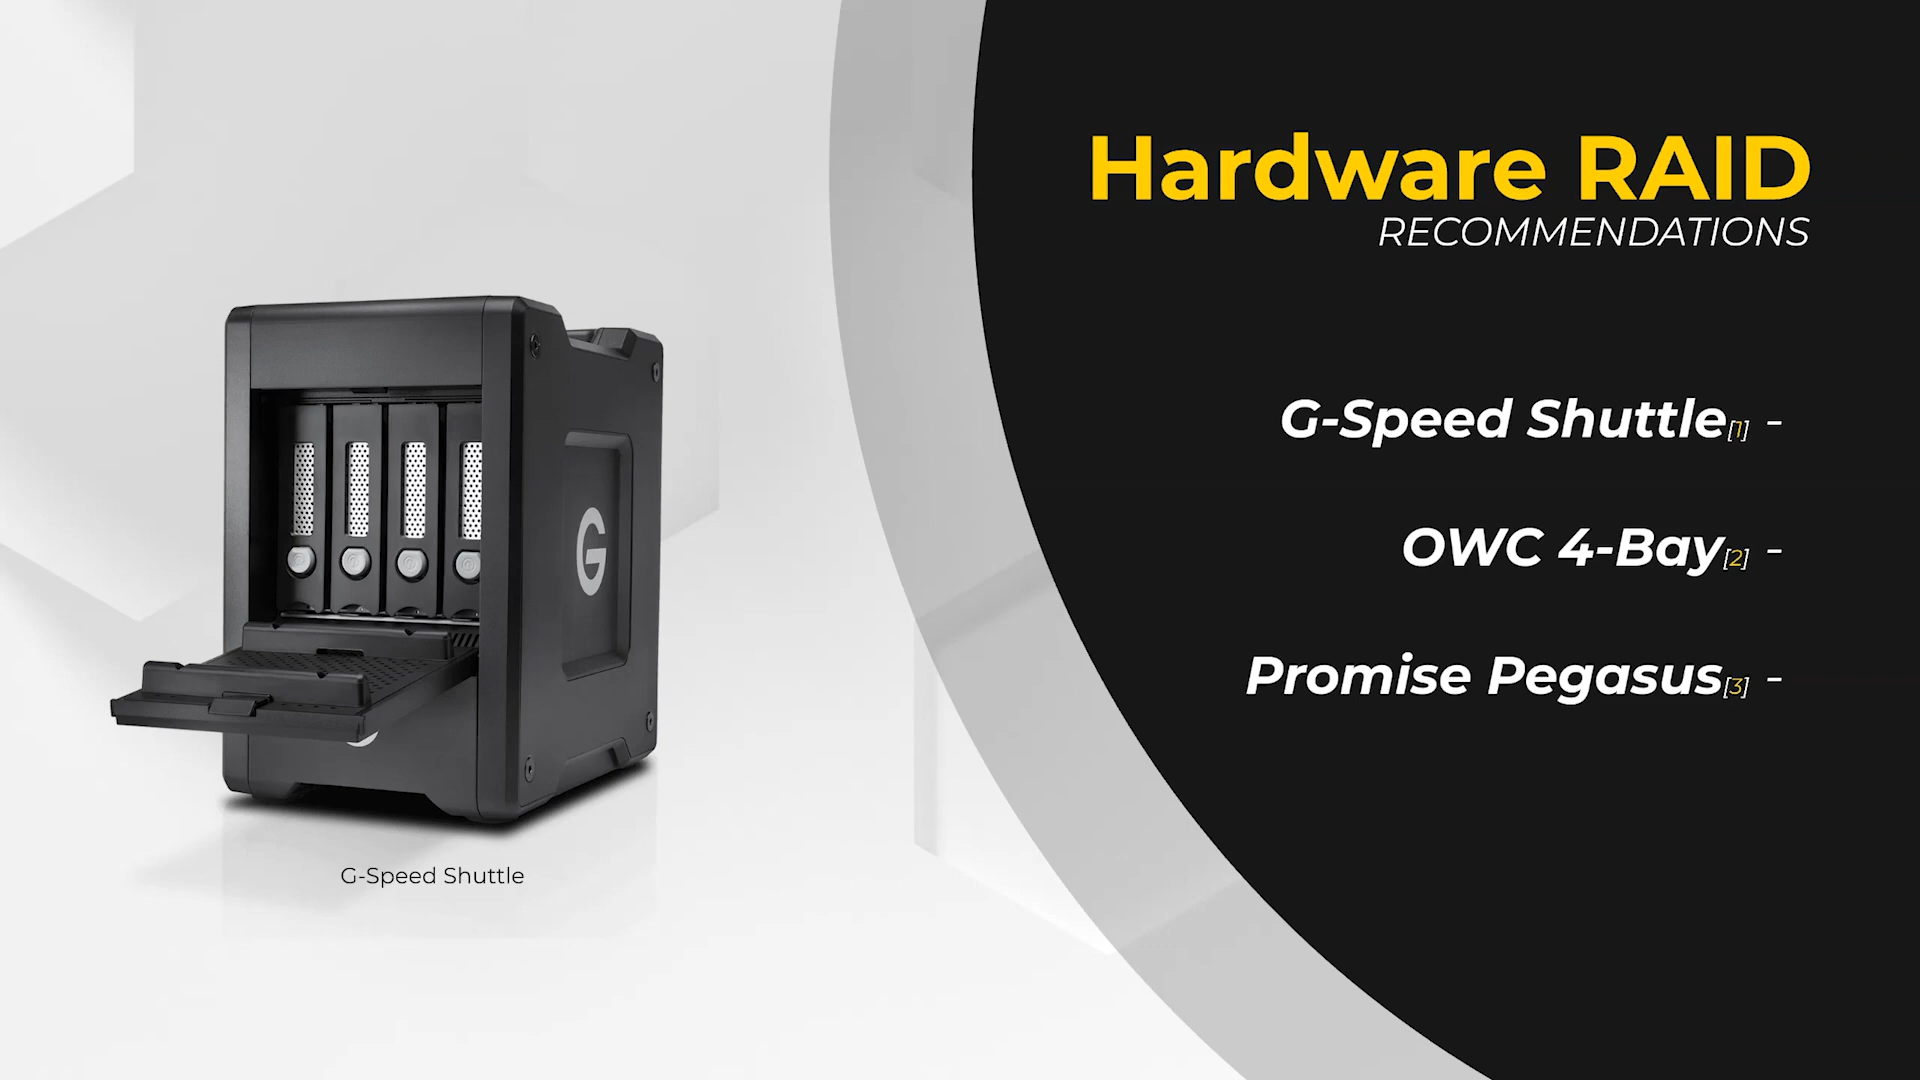 Hardware RAID
RECOMMENDATIONS
G-Speed Shuttle[1] -
OWC 4-Bay[2] -
Promise Pegasus[3] -
G
G-Speed Shuttle